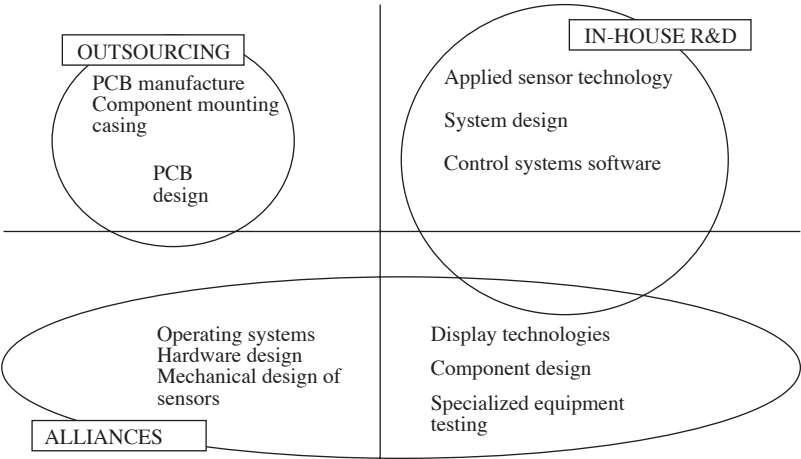 OUTSOURCING
PCB manufacture
Component mounting
casing
PCB
design
IN-HOUSE R&D
Applied sensor technology
System design
Control systems software
Operating systems
Hardware design
Mechanical design of
sensors
ALLIANCES
Display technologies
Component design
Specialized equipment
testing